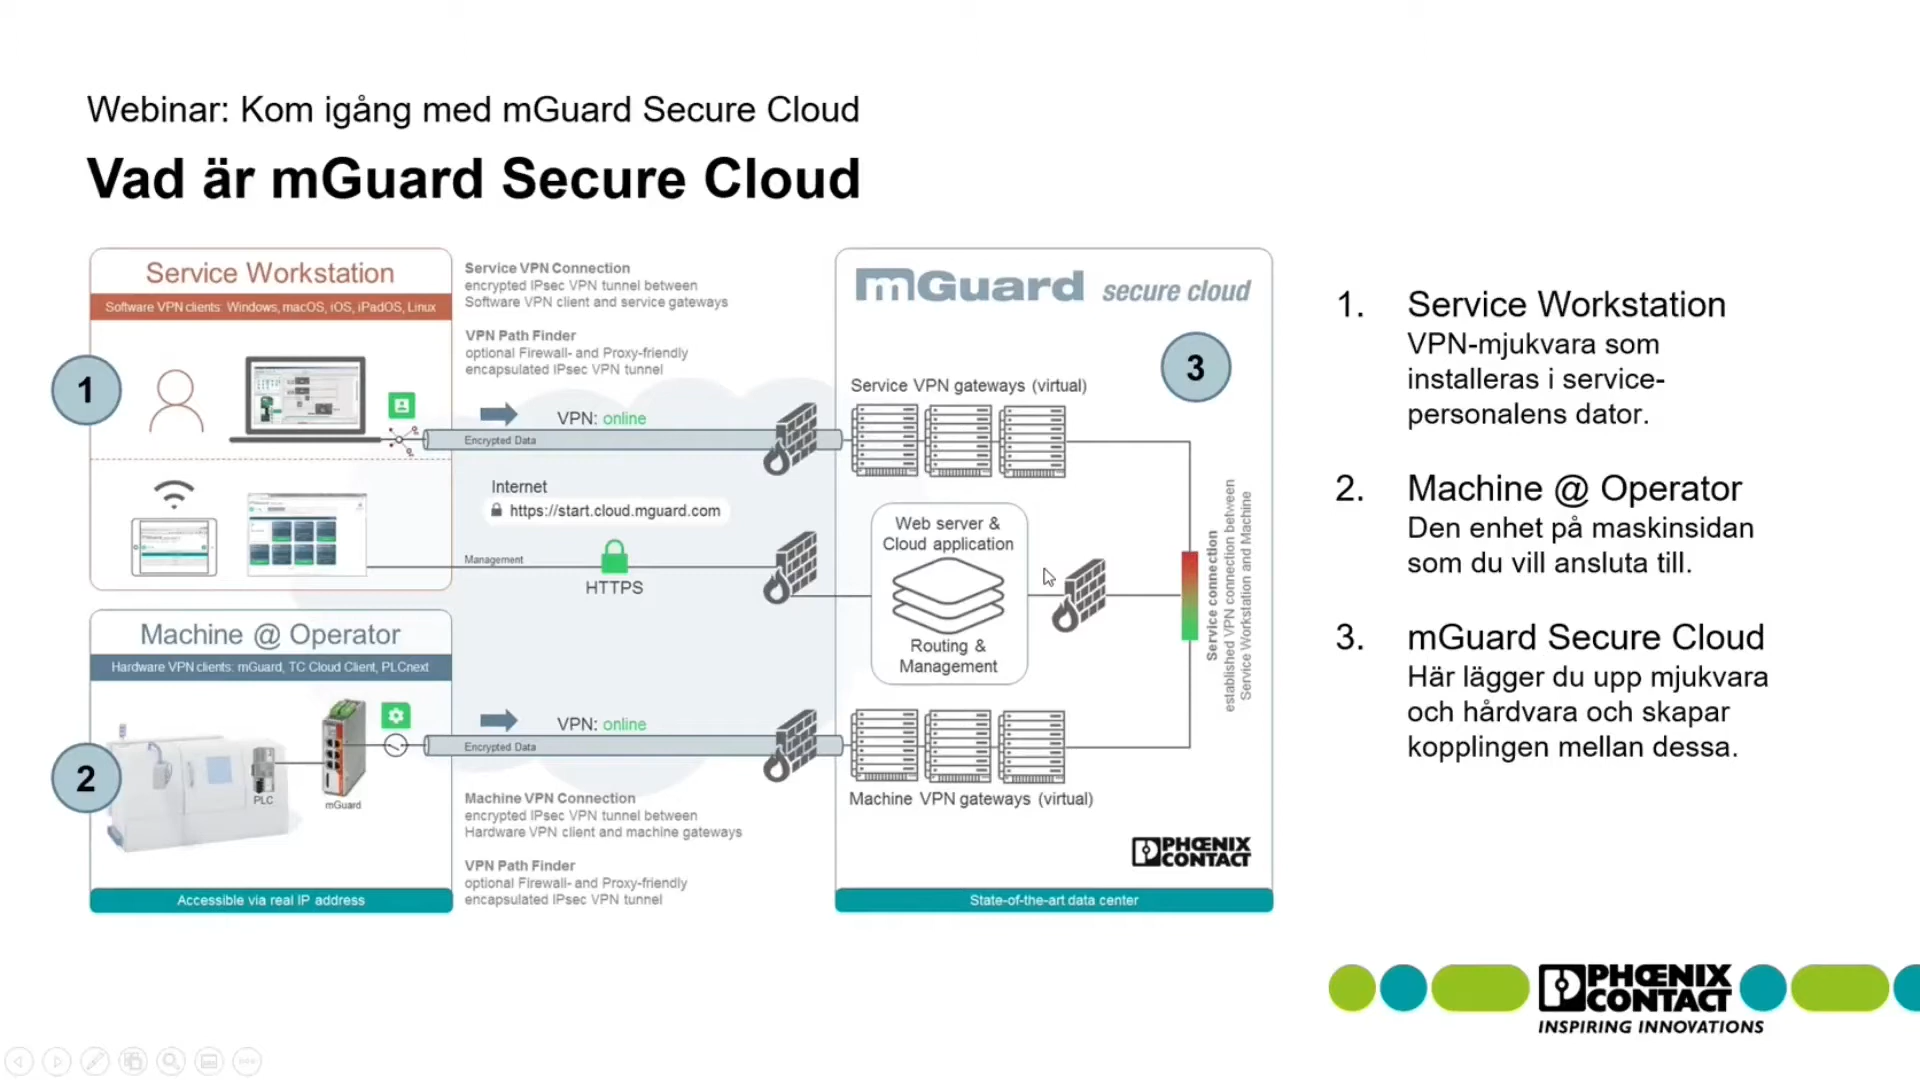 Webinar: Kom igång med mGuard Secure Cloud
Vad är mGuard Secure Cloud
Service Workstation
Software VPN clients: Windows, macOS, iOS, iPadOS, Linux
1
Service VPN Connection
encrypted IPsec VPN tunnel between
Software VPN client and service gateways
VPN Path Finder
optional Firewall- and Proxy-friendly
encapsulated IPsec VPN tunnel
VPN: online
Encrypted Data
Internet
https://start.cloud.mguard.com
Management
HTTPS
Machine @ Operator
Hardware VPN clients: mGuard, TC Cloud Client, PLCnext
2
PLC
mGuard
VPN: online
Encrypted Data
Machine VPN Connection
encrypted IPsec VPN tunnel between
Hardware VPN client and machine gateways
VPN Path Finder
optional Firewall- and Proxy-friendly
encapsulated IPsec VPN tunnel
Accessible via real IP address
mGuard secure cloud
3
Service VPN gateways (virtual)
Web server &
Cloud application
Routing &
Management
Service connection
established VPN connection between
Service Workstation and Machine
Machine VPN gateways (virtual)
PHŒNIX
CONTACT
State-of-the-art data center
1. Service Workstation
VPN-mjukvara som
installeras i service-
personalens dator.
2. Machine @ Operator
Den enhet på maskinsidan
som du vill ansluta till.
3. mGuard Secure Cloud
Här lägger du upp mjukvara
och hårdvara och skapar
kopplingen mellan dessa.
PHŒNIX
CONTACT
INSPIRING INNOVATIONS